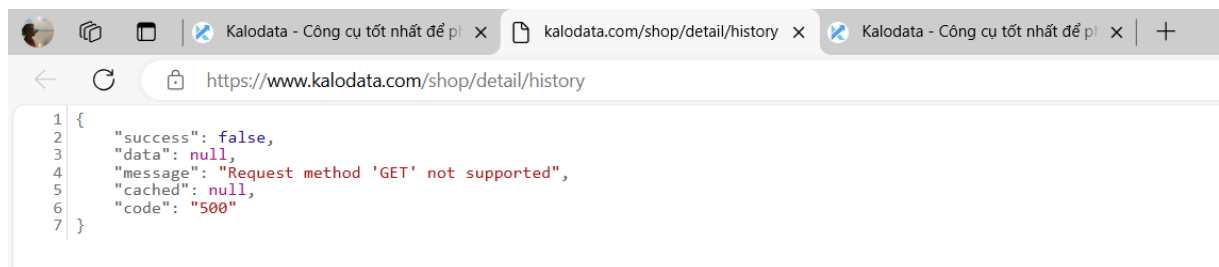 Kalodata - Công cụ tốt nhất để
kalodata.com/shop/detail/history
Kalodata - Công cụ tốt nhất để
https://www.kalodata.com/shop/detail/history
1 {
2 "success": false,
3 "data": null,
4 "message": "Request method 'GET' not supported",
5 "cached": null,
6 "code": "500"
7 }